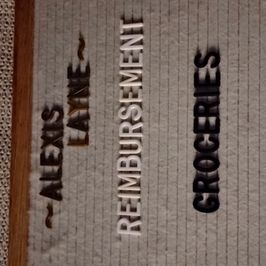 ~ALEXIS
LAYNE~
REIMBURSEMENT
GROCERIES